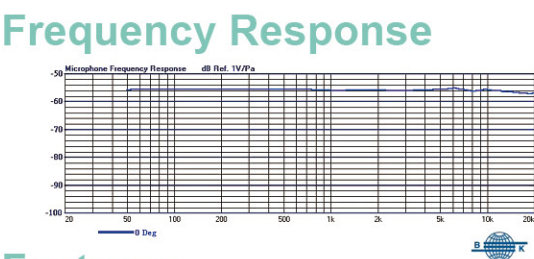 Frequency Response
Microphone Frequency Response dB Ref. 1V/Pa
-50
-60
-70
-80
-90
-100
20 50 100 200 500 1k 2k 5k 10k 20k
0 Deg
B K